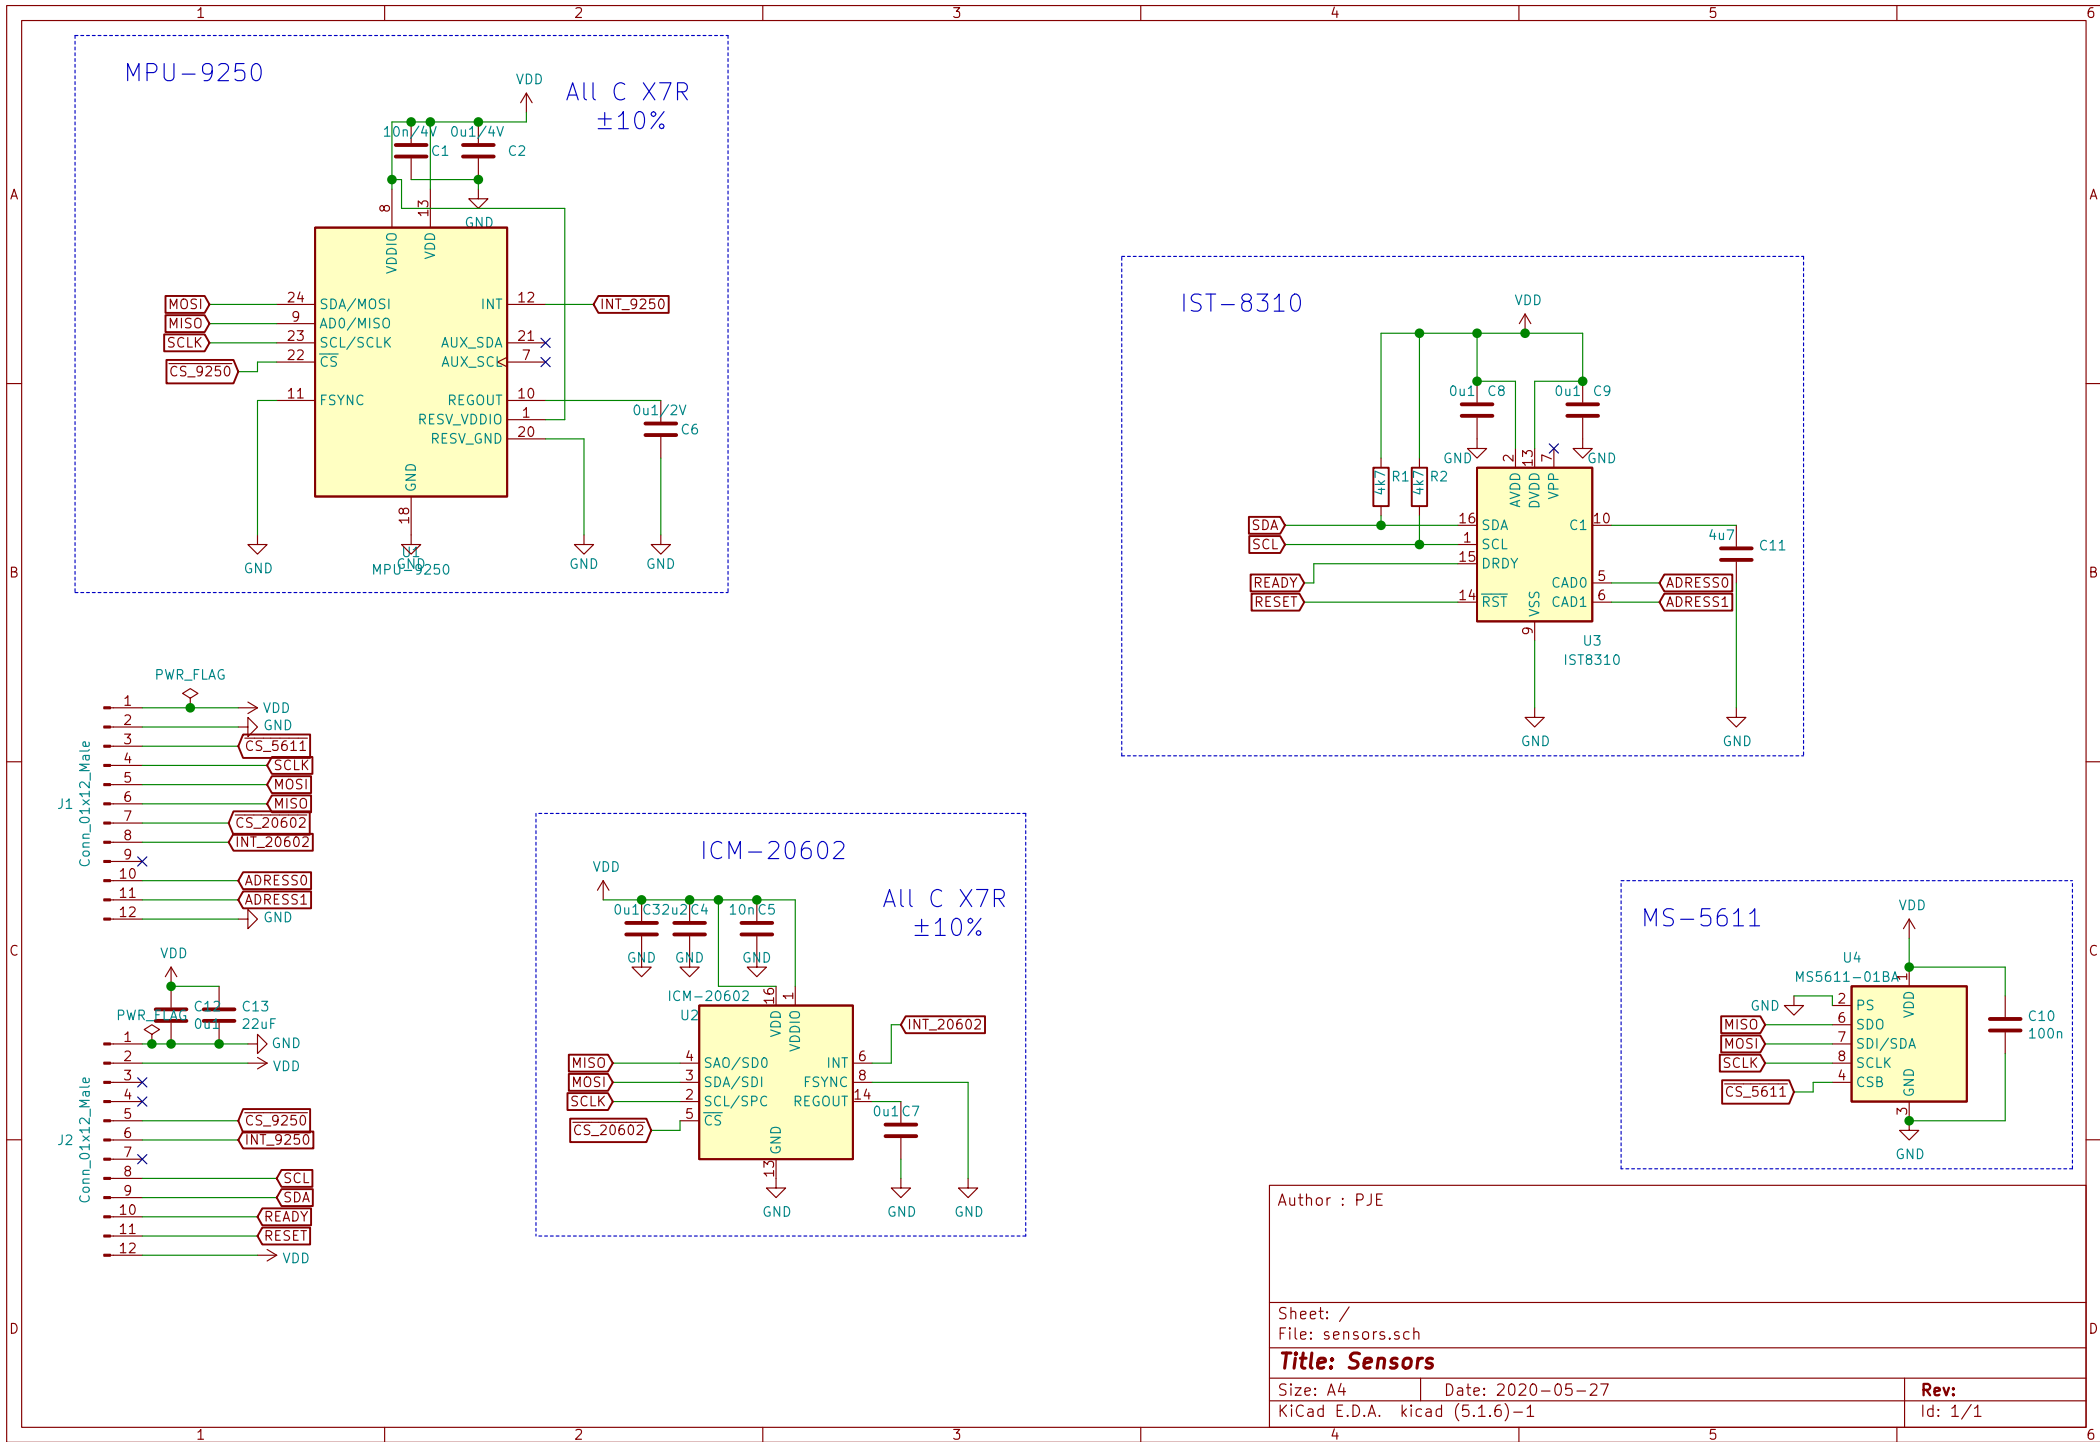 1 2 3 4 5 6
A
B
C
D
MPU-9250
All C X7R
±10%
VDD
10n/4V
C1
0u1/4V
C2
GND
8
13
VDDIO
VDD
MOSI
24
SDA/MOSI
MISO
9
AD0/MISO
SCLK
23
SCL/SCLK
CS_9250
22
CS
11
FSYNC
INT
12
INT_9250
AUX_SDA
21
AUX_SCL
7
REGOUT
10
RESV_VDDIO
1
RESV_GND
20
0u1/2V
C6
GND
18
GND
U1
GND
MPU-9250
GND
GND
IST-8310
VDD
0u1
C8
0u1
C9
GND
GND
2
13
7
4k7
R1
4k7
R2
AVDD
DVDD
VPP
SDA
16
SDA
SCL
1
SCL
15
DRDY
READY
RESET
14
RST
C1
10
4u7
C11
CAD0
5
ADRESS0
CAD1
6
ADRESS1
VSS
9
U3
IST8310
GND
GND
PWR_FLAG
J1
Conn_01x12_Male
1
VDD
2
GND
3
CS_5611
4
SCLK
5
MOSI
6
MISO
7
CS_20602
8
INT_20602
9
10
ADRESS0
11
ADRESS1
12
GND
VDD
C12
0u1
C13
22uF
PWR_FLAG
J2
Conn_01x12_Male
1
GND
2
VDD
3
4
5
CS_9250
6
INT_9250
7
8
SCL
9
SDA
10
READY
11
RESET
12
VDD
ICM-20602
All C X7R
±10%
VDD
0u1
C3
2u2
C4
10n
C5
GND
GND
GND
ICM-20602
U2
16
1
VDD
VDDIO
MISO
4
SAO/SD0
MOSI
3
SDA/SDI
SCLK
2
SCL/SPC
CS_20602
5
CS
INT
6
INT_20602
FSYNC
8
REGOUT
14
0u1
C7
GND
13
GND
GND
GND
MS-5611
VDD
U4
MS5611-01BA
1
VDD
GND
2
PS
MISO
6
SDO
MOSI
7
SDI/SDA
SCLK
8
SCLK
CS_5611
4
CSB
GND
3
C10
100n
GND
Author : PJE
Sheet: /
File: sensors.sch
Title: Sensors
Size: A4
Date: 2020-05-27
Rev:
KiCad E.D.A.  kicad (5.1.6)-1
Id: 1/1
A
B
C
D
1 2 3 4 5 6